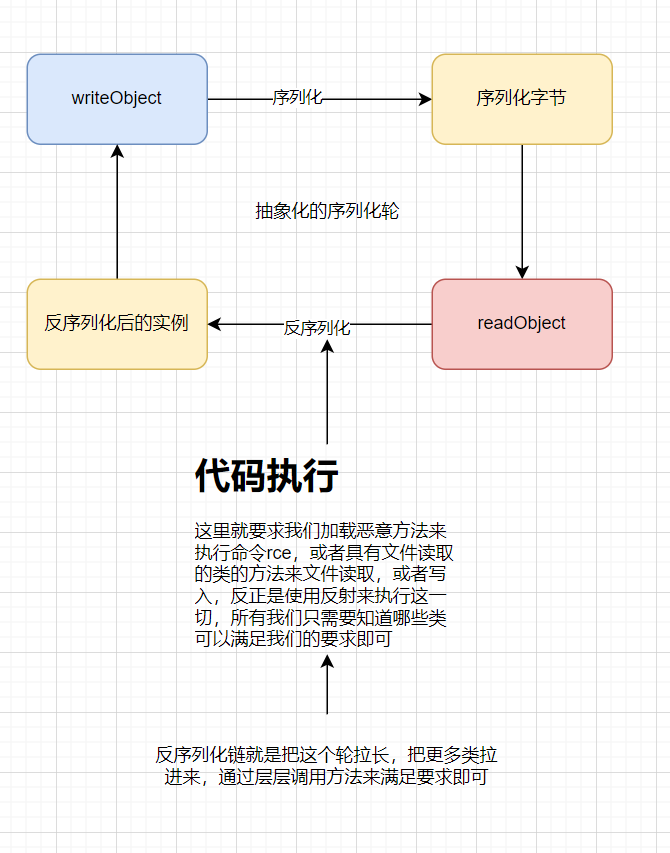 writeObject
序列化
序列化字节
抽象化的序列化轮
反序列化后的实例
反序列化
readObject
代码执行
这里就要求我们加载恶意方法来
执行命令rce，或者具有文件读取
的类的方法来文件读取，或者写
入，反正是使用反射来执行这一
切，所有我们只需要知道哪些类
可以满足我们的要求即可
反序列化链就是把这个轮拉长，把更多类拉
进来，通过层层调用方法来满足要求即可